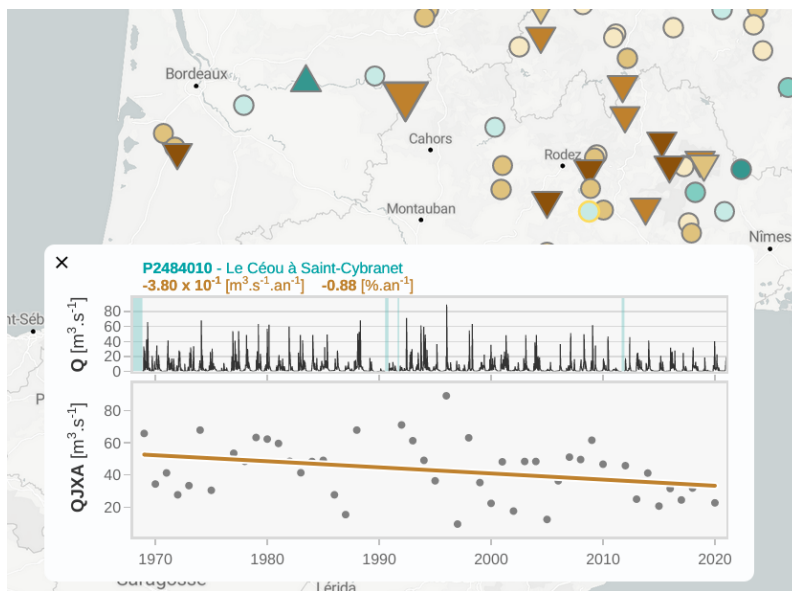 Bordeaux
Cahors
Rodez
Montauban
Nîmes
nt-Séb
×
P2484010 - Le Céou à Saint-Cybranet
-3.80 x 10⁻¹ [m³.s⁻¹.an⁻¹] -0.88 [%.an⁻¹]
Q [m³.s⁻¹]
80
60
40
20
0
P
QJXA [m³.s⁻¹]
80
60
40
20
1970 1980 1990 2000 2010 2020
Saragosse
Lérida